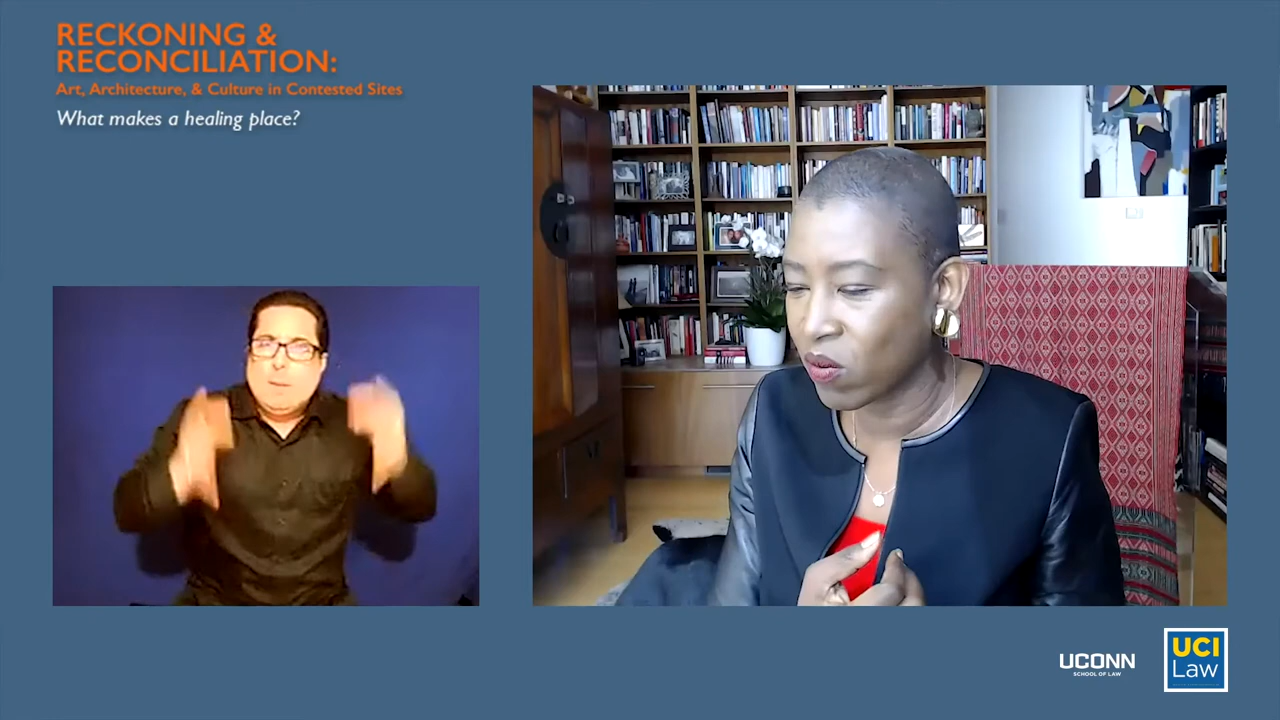 RECKONING &
RECONCILIATION:
Art, Architecture, & Culture in Contested Sites
What makes a healing place?
UCONN
SCHOOL OF LAW
UCI
Law